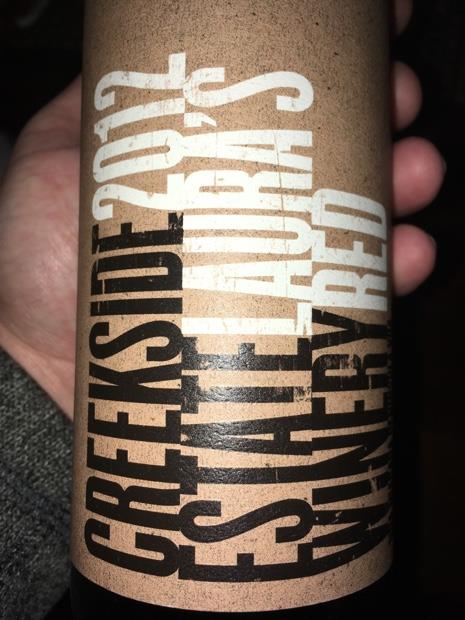 CREEKSIDE 2012
ESTATE LAURA'S
WINERY RED